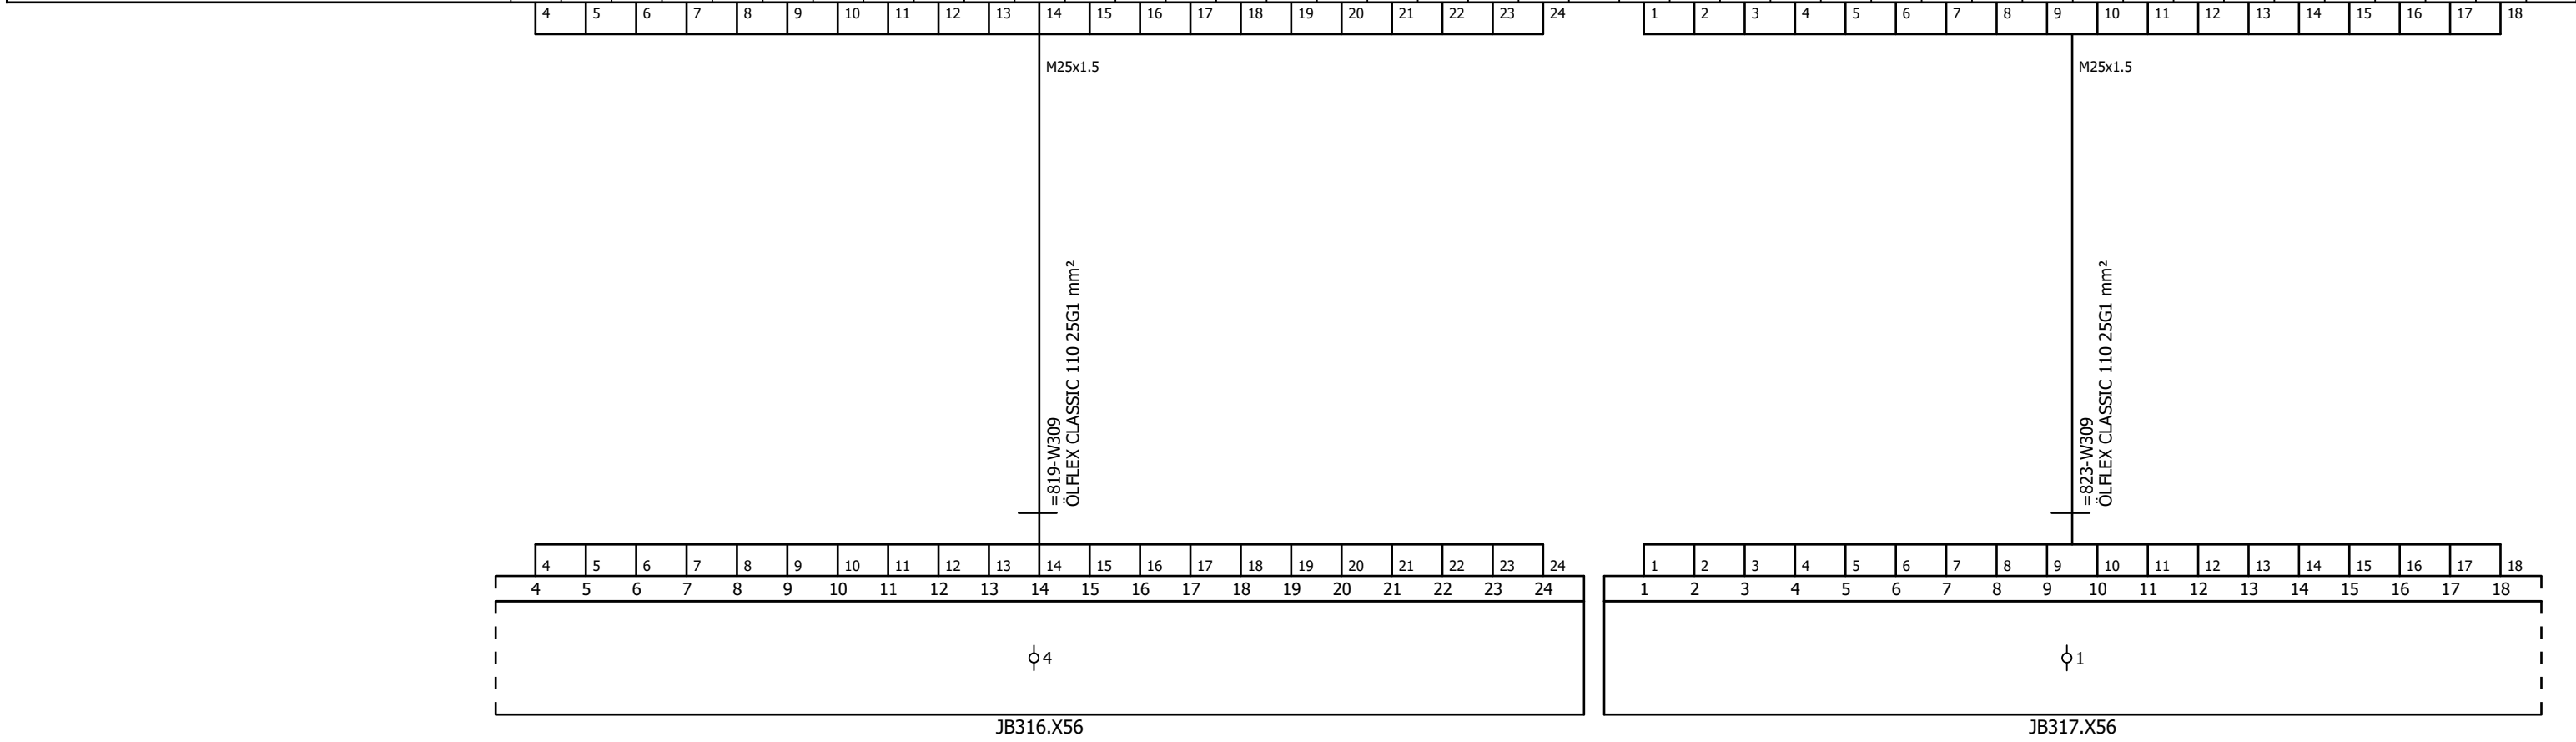 4 5 6 7 8 9 10 11 12 13 14 15 16 17 18 19 20 21 22 23 24
1 2 3 4 5 6 7 8 9 10 11 12 13 14 15 16 17 18
M25x1.5
M25x1.5
=819-W309
ÖLFLEX CLASSIC 110 25G1 mm²
=823-W309
ÖLFLEX CLASSIC 110 25G1 mm²
4 5 6 7 8 9 10 11 12 13 14 15 16 17 18 19 20 21 22 23 24
4 5 6 7 8 9 10 11 12 13 14 15 16 17 18 19 20 21 22 23 24
4
JB316.X56
1 2 3 4 5 6 7 8 9 10 11 12 13 14 15 16 17 18
1 2 3 4 5 6 7 8 9 10 11 12 13 14 15 16 17 18
1
JB317.X56